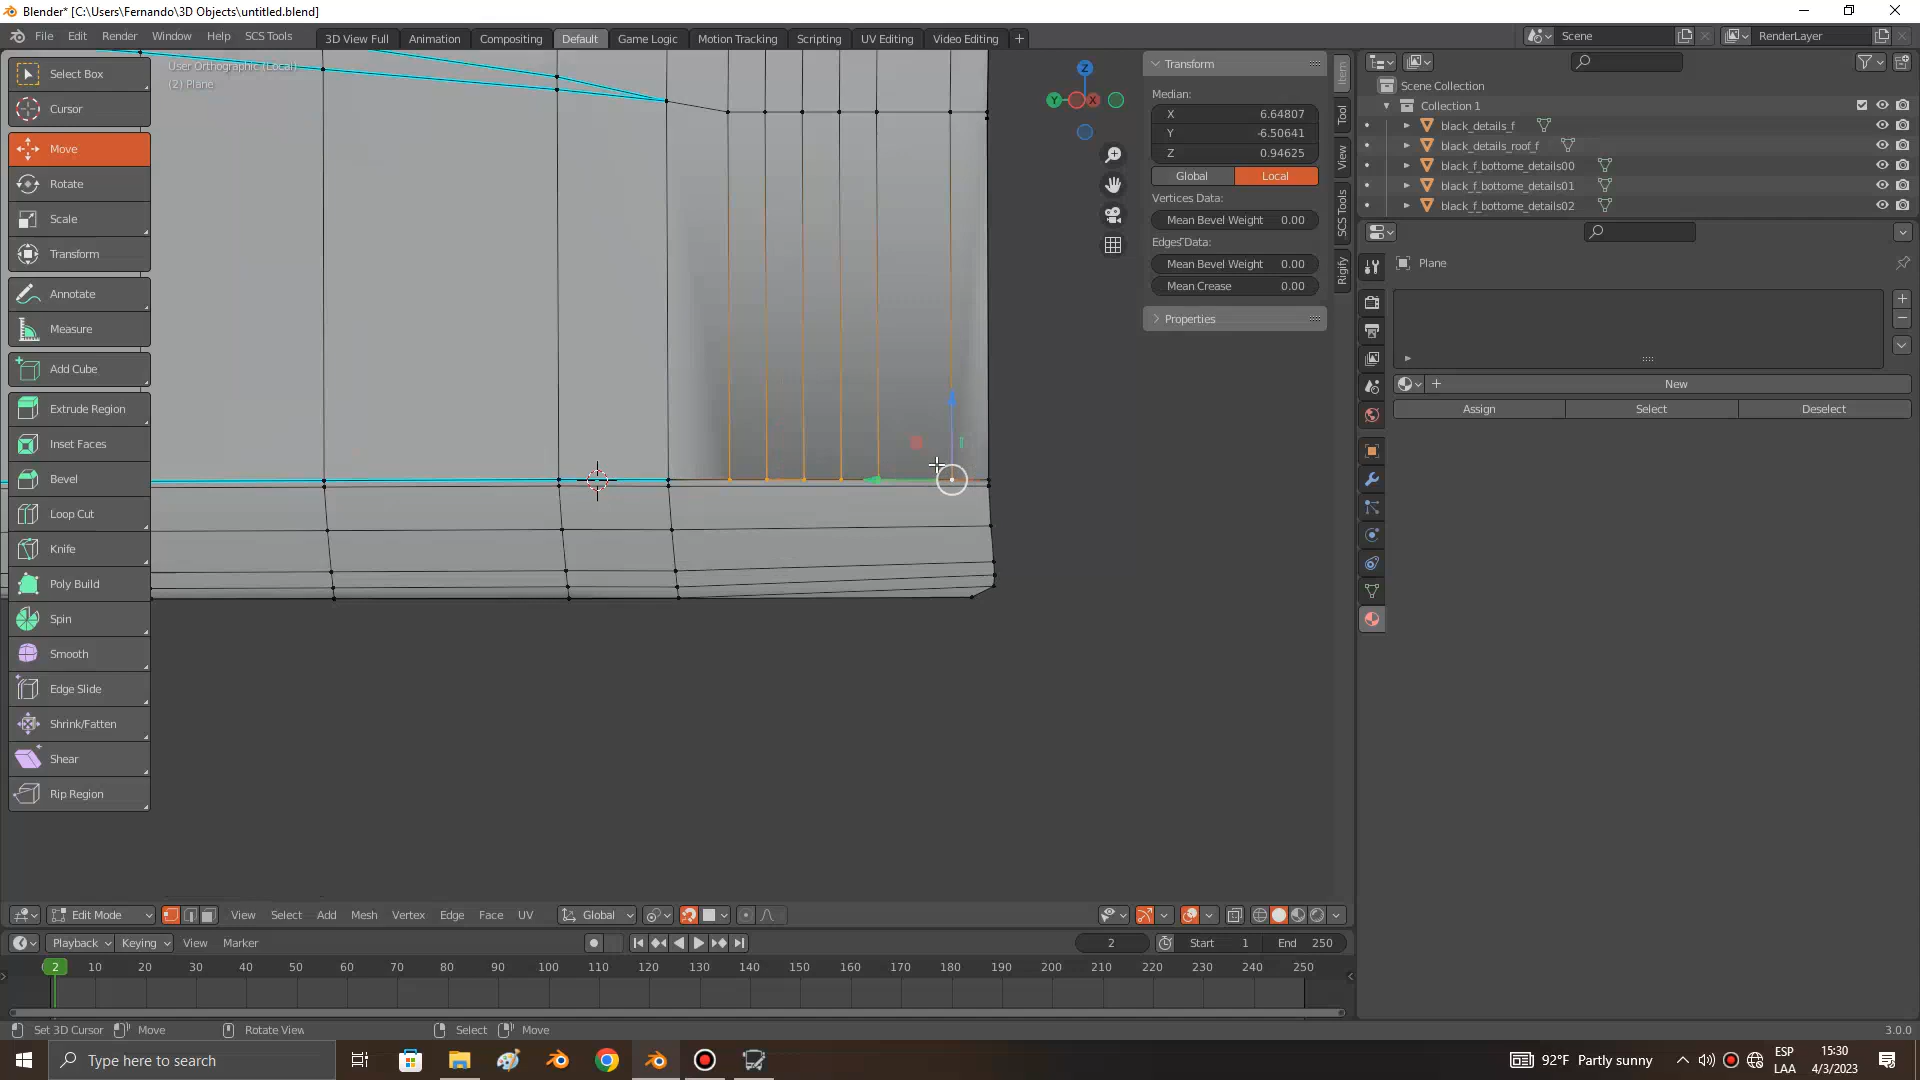 Blender* [C:\Users\Fernando\3D Objects\untitled.blend]
File Edit Render Window Help SCS Tools 3D View Full Animation Compositing Default Game Logic Motion Tracking Scripting UV Editing Video Editing + Scene RenderLayer
User Orthographic (Local)
(2) Plane
Select Box
Cursor
Move
Rotate
Scale
Transform
Annotate
Measure
Add Cube
Extrude Region
Inset Faces
Bevel
Loop Cut
Knife
Poly Build
Spin
Smooth
Edge Slide
Shrink/Fatten
Shear
Rip Region
Z
Y
X
Transform
Median:
X 6.64807
Y -6.50641
Z 0.94625
Global Local
Vertices Data:
Mean Bevel Weight 0.00
Edges Data:
Mean Bevel Weight 0.00
Mean Crease 0.00
Properties
Item
Tool
View
SCS Tools
Rigify
Scene Collection
Collection 1
black_details_f
black_details_roof_f
black_f_bottome_details00
black_f_bottome_details01
black_f_bottome_details02
Plane
New
Assign Select Deselect
Edit Mode View Select Add Mesh Vertex Edge Face UV Global
Playback Keying View Marker 2 Start 1 End 250
2 10 20 30 40 50 60 70 80 90 100 110 120 130 140 150 160 170 180 190 200 210 220 230 240 250
Set 3D Cursor Move Rotate View Select Move 3.0.0
Type here to search 92°F Partly sunny ESP LAA 15:30 4/3/2023